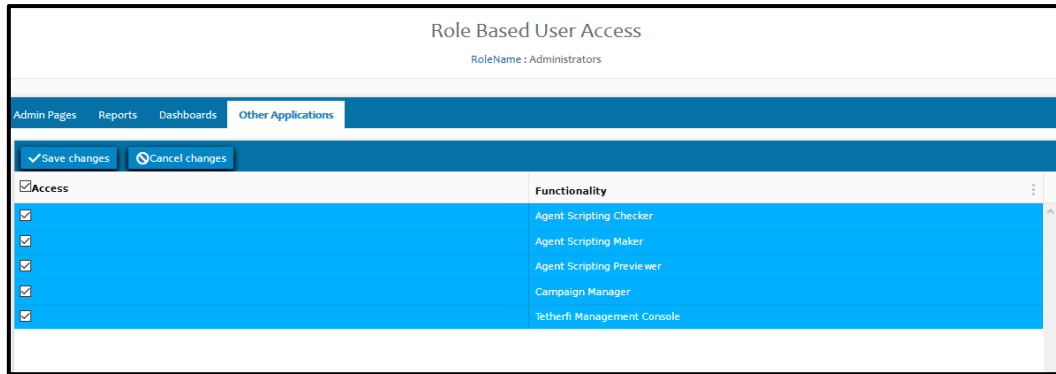 Role Based User Access
RoleName : Administrators
Admin Pages Reports Dashboards Other Applications
Save changes Cancel changes
Access Functionality
Agent Scripting Checker
Agent Scripting Maker
Agent Scripting Previewer
Campaign Manager
Tetherfi Management Console